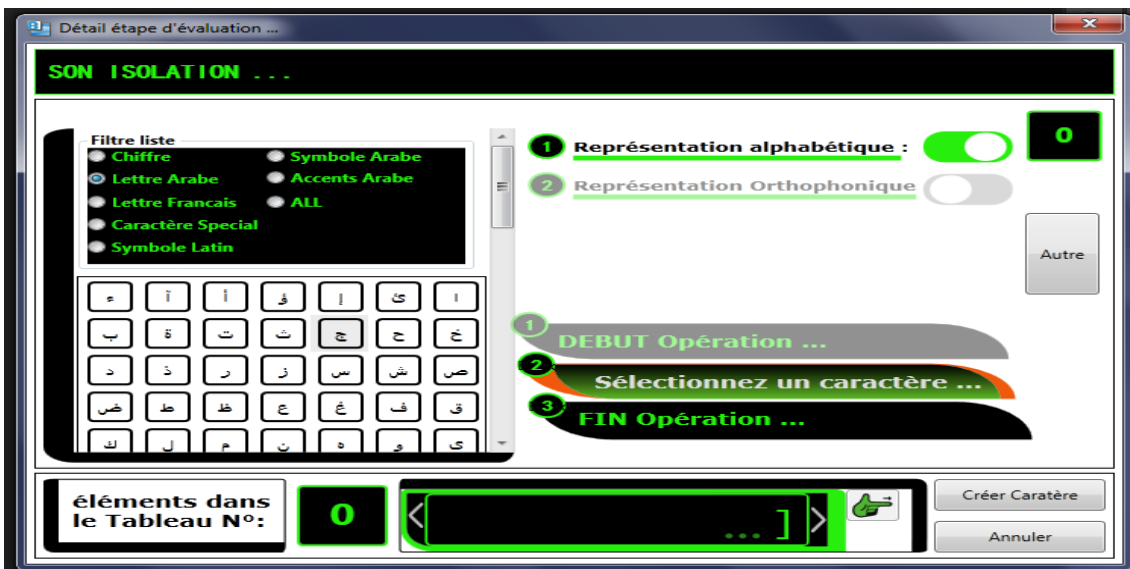 Détail étape d'évaluation ...
SON ISOLATION ...
Filtre liste
Chiffre
Symbole Arabe
Lettre Arabe
Accents Arabe
Lettre Francais
ALL
Caractère Special
Symbole Latin
ء آ أ ؤ إ ئ ا
ب ة ت ث ج ح خ
د ذ ر ز س ش ص
ض ط ظ ع غ ف ق
ك ل م ن ه و ى
1 Représentation alphabétique :
0
2 Représentation Orthophonique
Autre
1 DEBUT Opération ...
2 Sélectionnez un caractère ...
3 FIN Opération ...
éléments dans
le Tableau Nº:
0
... ]
Créer Caratère
Annuler